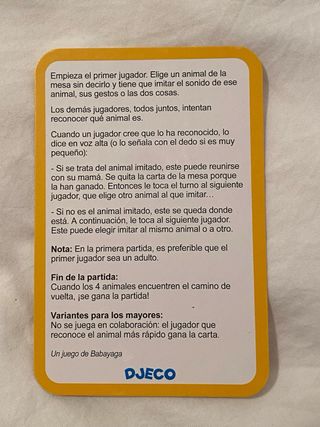 Empieza el primer jugador. Elige un animal de la
mesa sin decirlo y tiene que imitar el sonido de ese
animal, sus gestos o las dos cosas.
Los demás jugadores, todos juntos, intentan
reconocer qué animal es.
Cuando un jugador cree que lo ha reconocido, lo
dice en voz alta (o lo señala con el dedo si es muy
pequeño):
- Si se trata del animal imitado, este puede reunirse
con su mamá. Se quita la carta de la mesa porque
la han ganado. Entonces le toca el turno al siguiente
jugador, que elige otro animal al que imitar…
- Si no es el animal imitado, este se queda donde
está. A continuación, le toca al siguiente jugador.
Este puede elegir imitar al mismo animal o a otro.
Nota: En la primera partida, es preferible que el
primer jugador sea un adulto.
Fin de la partida:
Cuando los 4 animales encuentren el camino de
vuelta, ¡se gana la partida!
Variantes para los mayores:
No se juega en colaboración: el jugador que
reconoce el animal más rápido gana la carta.
Un juego de Babayaga
DJECO